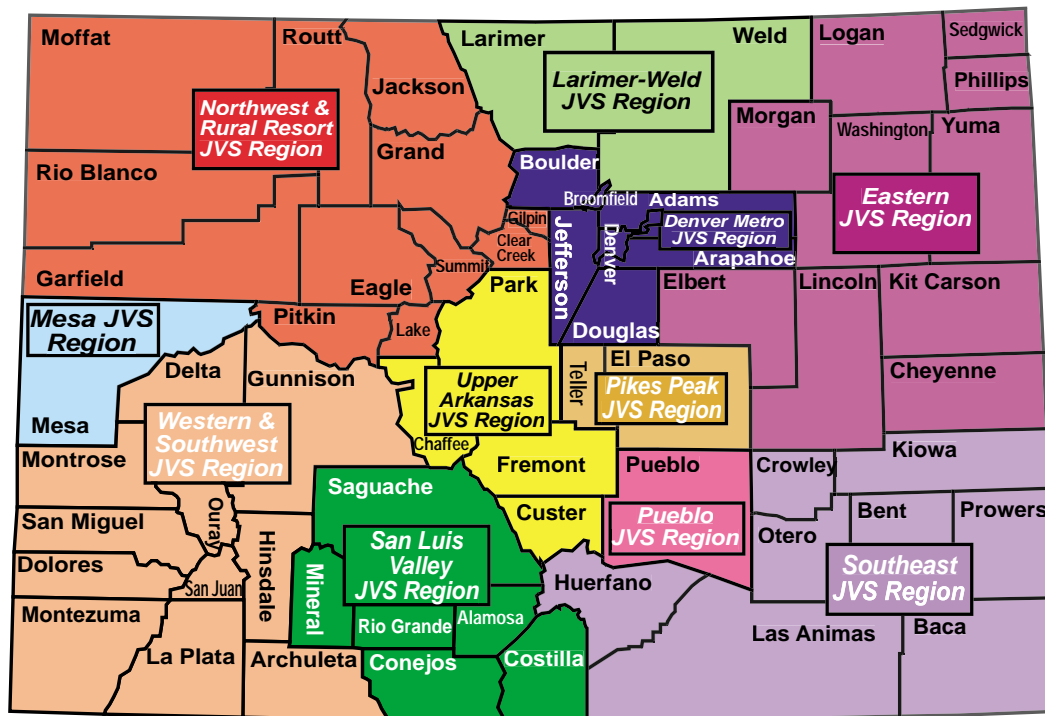 Moffat
Routt
Larimer
Weld
Logan
Sedgwick
Jackson
Phillips
Northwest &
Rural Resort
JVS Region
Larimer-Weld
JVS Region
Morgan
Washington
Yuma
Grand
Boulder
Rio Blanco
Broomfield
Adams
Eastern
JVS Region
Gilpin
Jefferson
Denver
Denver Metro
JVS Region
Clear
Creek
Arapahoe
Summit
Garfield
Eagle
Park
Elbert
Lincoln
Kit Carson
Mesa JVS
Region
Pitkin
Lake
Douglas
Delta
Gunnison
Teller
El Paso
Cheyenne
Upper
Arkansas
JVS Region
Pikes Peak
JVS Region
Mesa
Western &
Southwest
JVS Region
Chaffee
Kiowa
Montrose
Fremont
Pueblo
Crowley
Saguache
Ouray
San Miguel
Custer
Pueblo
JVS Region
Otero
Bent
Prowers
Hinsdale
San Luis
Valley
JVS Region
Dolores
Mineral
San Juan
Huerfano
Southeast
JVS Region
Montezuma
Rio Grande
Alamosa
Las Animas
Baca
La Plata
Archuleta
Conejos
Costilla